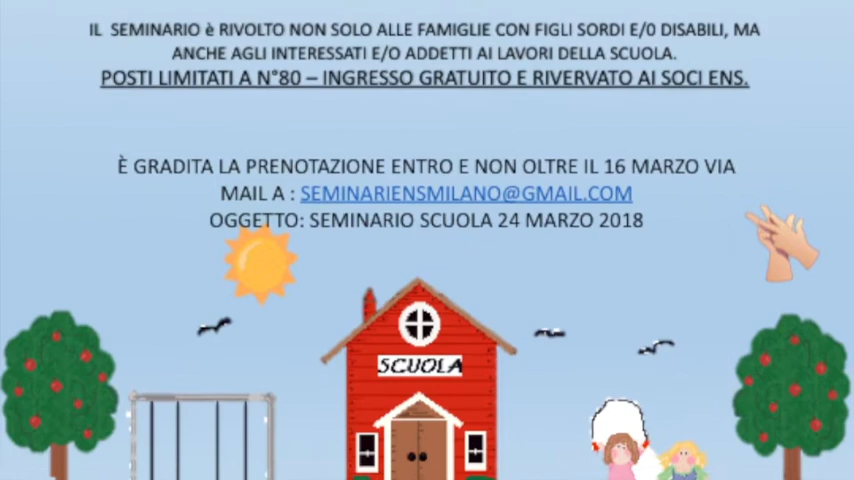 IL SEMINARIO è RIVOLTO NON SOLO ALLE FAMIGLIE CON FIGLI SORDI E/0 DISABILI, MA
ANCHE AGLI INTERESSATI E/O ADDETTI AI LAVORI DELLA SCUOLA.
POSTI LIMITATI A N°80 – INGRESSO GRATUITO E RIVERVATO AI SOCI ENS.
È GRADITA LA PRENOTAZIONE ENTRO E NON OLTRE IL 16 MARZO VIA
MAIL A : SEMINARIENSMILANO@GMAIL.COM
OGGETTO: SEMINARIO SCUOLA 24 MARZO 2018
SCUOLA